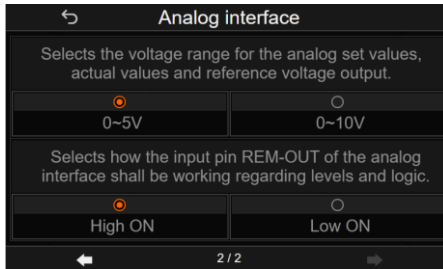 Analog interface
Selects the voltage range for the analog set values,
actual values and reference voltage output.
0~5V
0~10V
Selects how the input pin REM-OUT of the analog
interface shall be working regarding levels and logic.
High ON
Low ON
2/2